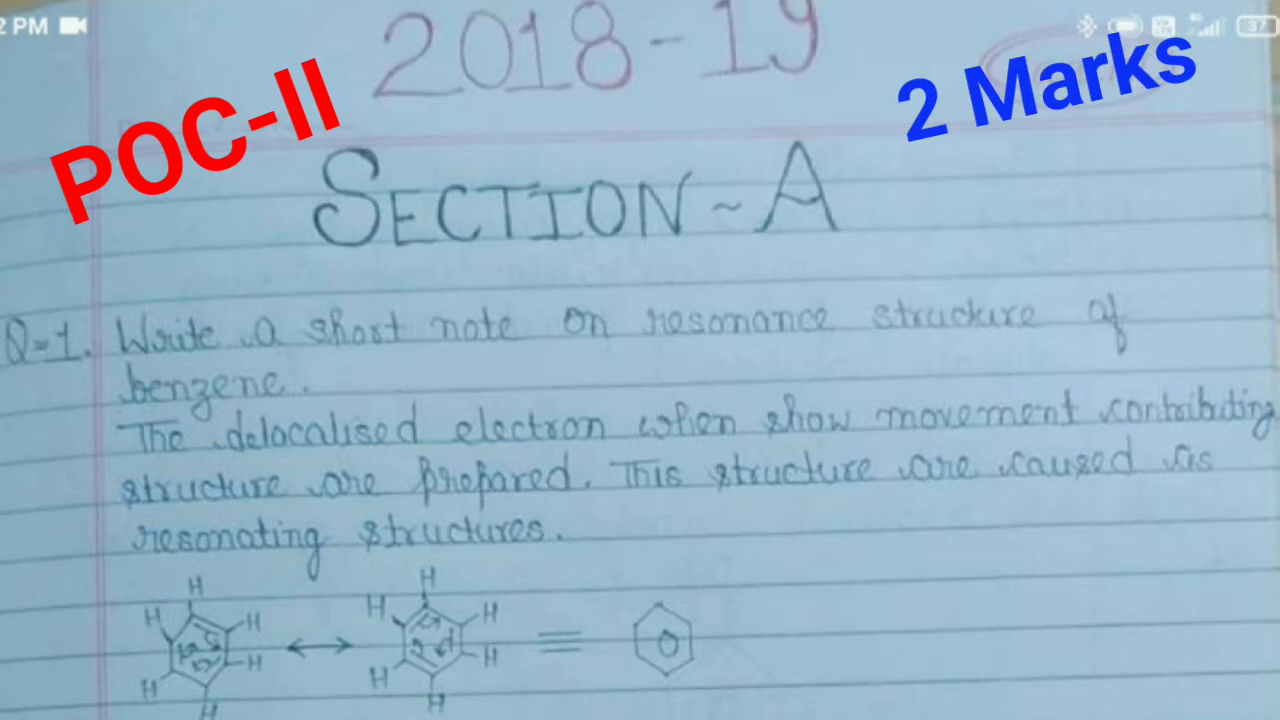 2 PM
37
2018-19
POC-II
2 Marks
SECTION-A
Q-1. Write a short note on resonance structure of
benzene.
The delocalised electron when show movement contributing
structure are prepared. This structure are caused as
resonating structures.
H H
H H H H
H H H H
H H